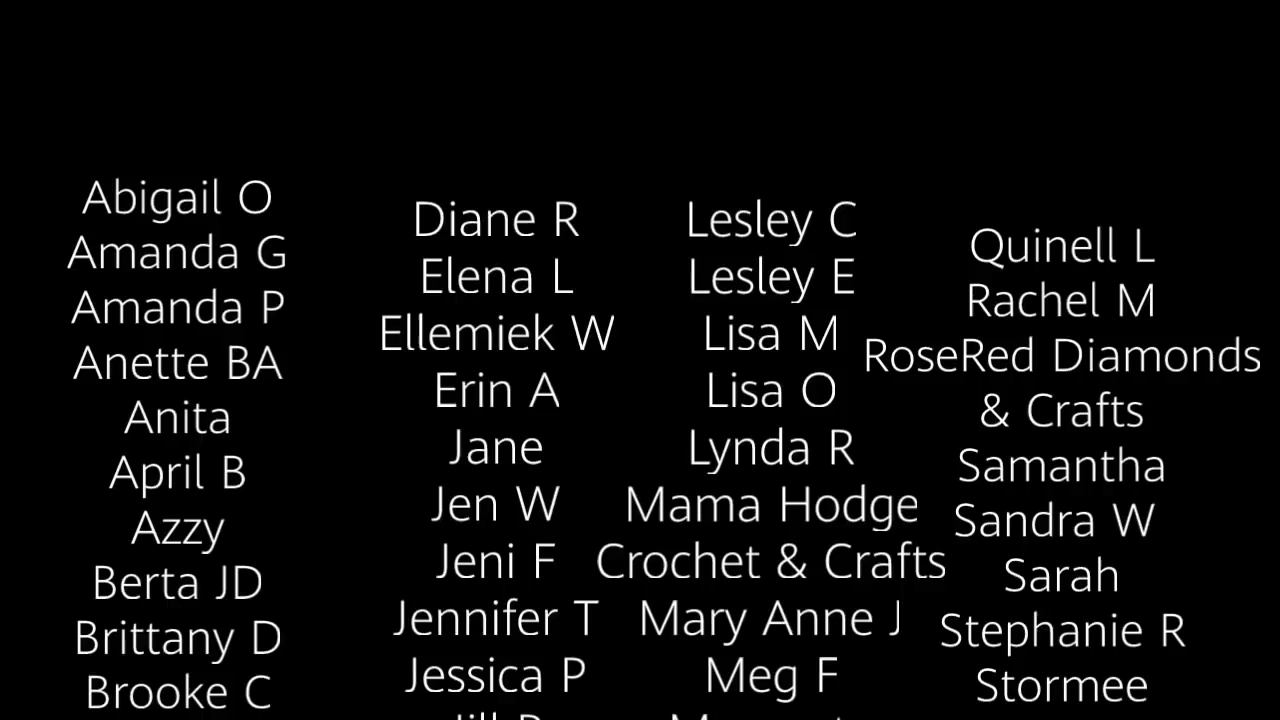 Abigail O
Amanda G
Amanda P
Anette BA
Anita
April B
Azzy
Berta JD
Brittany D
Brooke C
Diane R
Elena L
Ellemiek W
Erin A
Jane
Jen W
Jeni F
Jennifer T
Jessica P
Lesley C
Lesley E
Lisa M
Lisa O
Lynda R
Mama Hodge
Crochet & Crafts
Mary Anne J
Meg F
Quinell L
Rachel M
RoseRed Diamonds
& Crafts
Samantha
Sandra W
Sarah
Stephanie R
Stormee